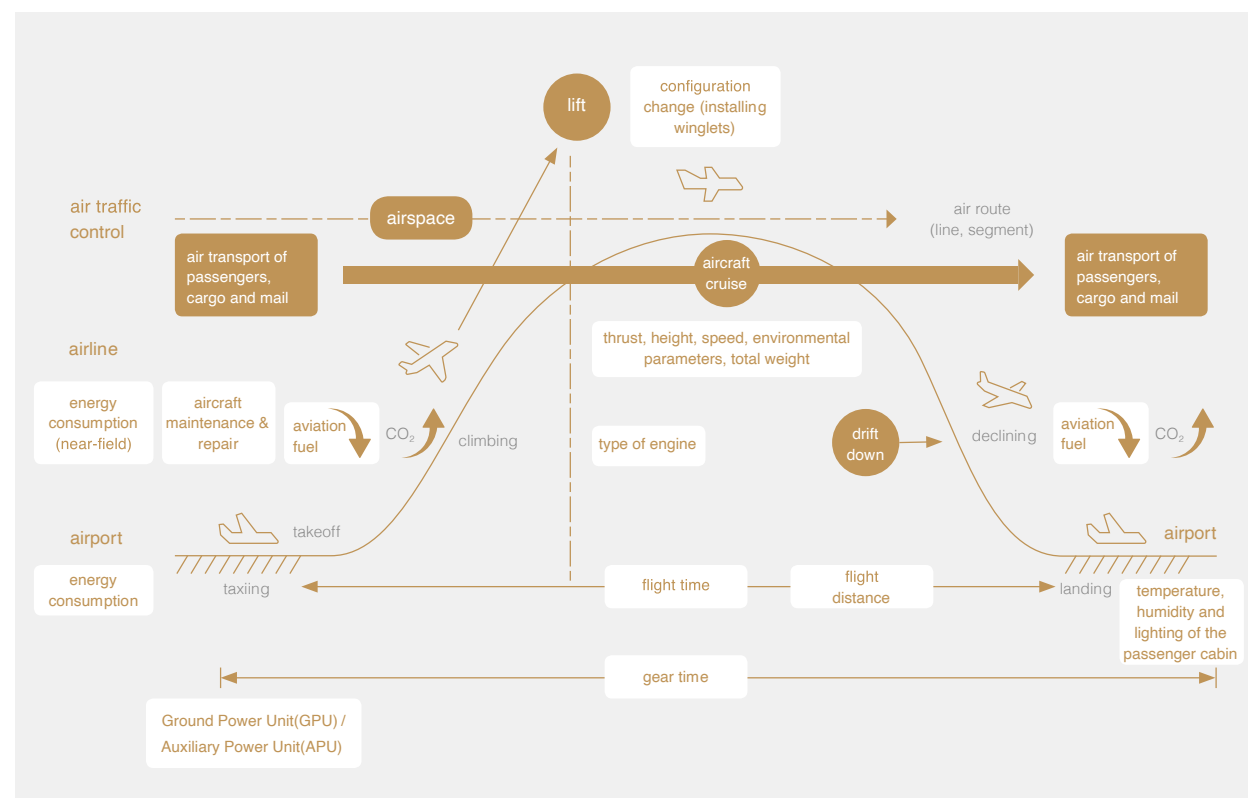 lift
configuration
change (installing
winglets)
air traffic
control
airspace
air route
(line, segment)
air transport of
passengers,
cargo and mail
aircraft
cruise
air transport of
passengers,
cargo and mail
airline
thrust, height, speed, environmental
parameters, total weight
energy
consumption
(near-field)
aircraft
maintenance &
repair
aviation
fuel
CO₂
climbing
type of engine
drift
down
declining
aviation
fuel
CO₂
airport
takeoff
airport
energy
consumption
taxiing
flight time
flight
distance
landing
temperature,
humidity and
lighting of the
passenger cabin
gear time
Ground Power Unit(GPU) /
Auxiliary Power Unit(APU)